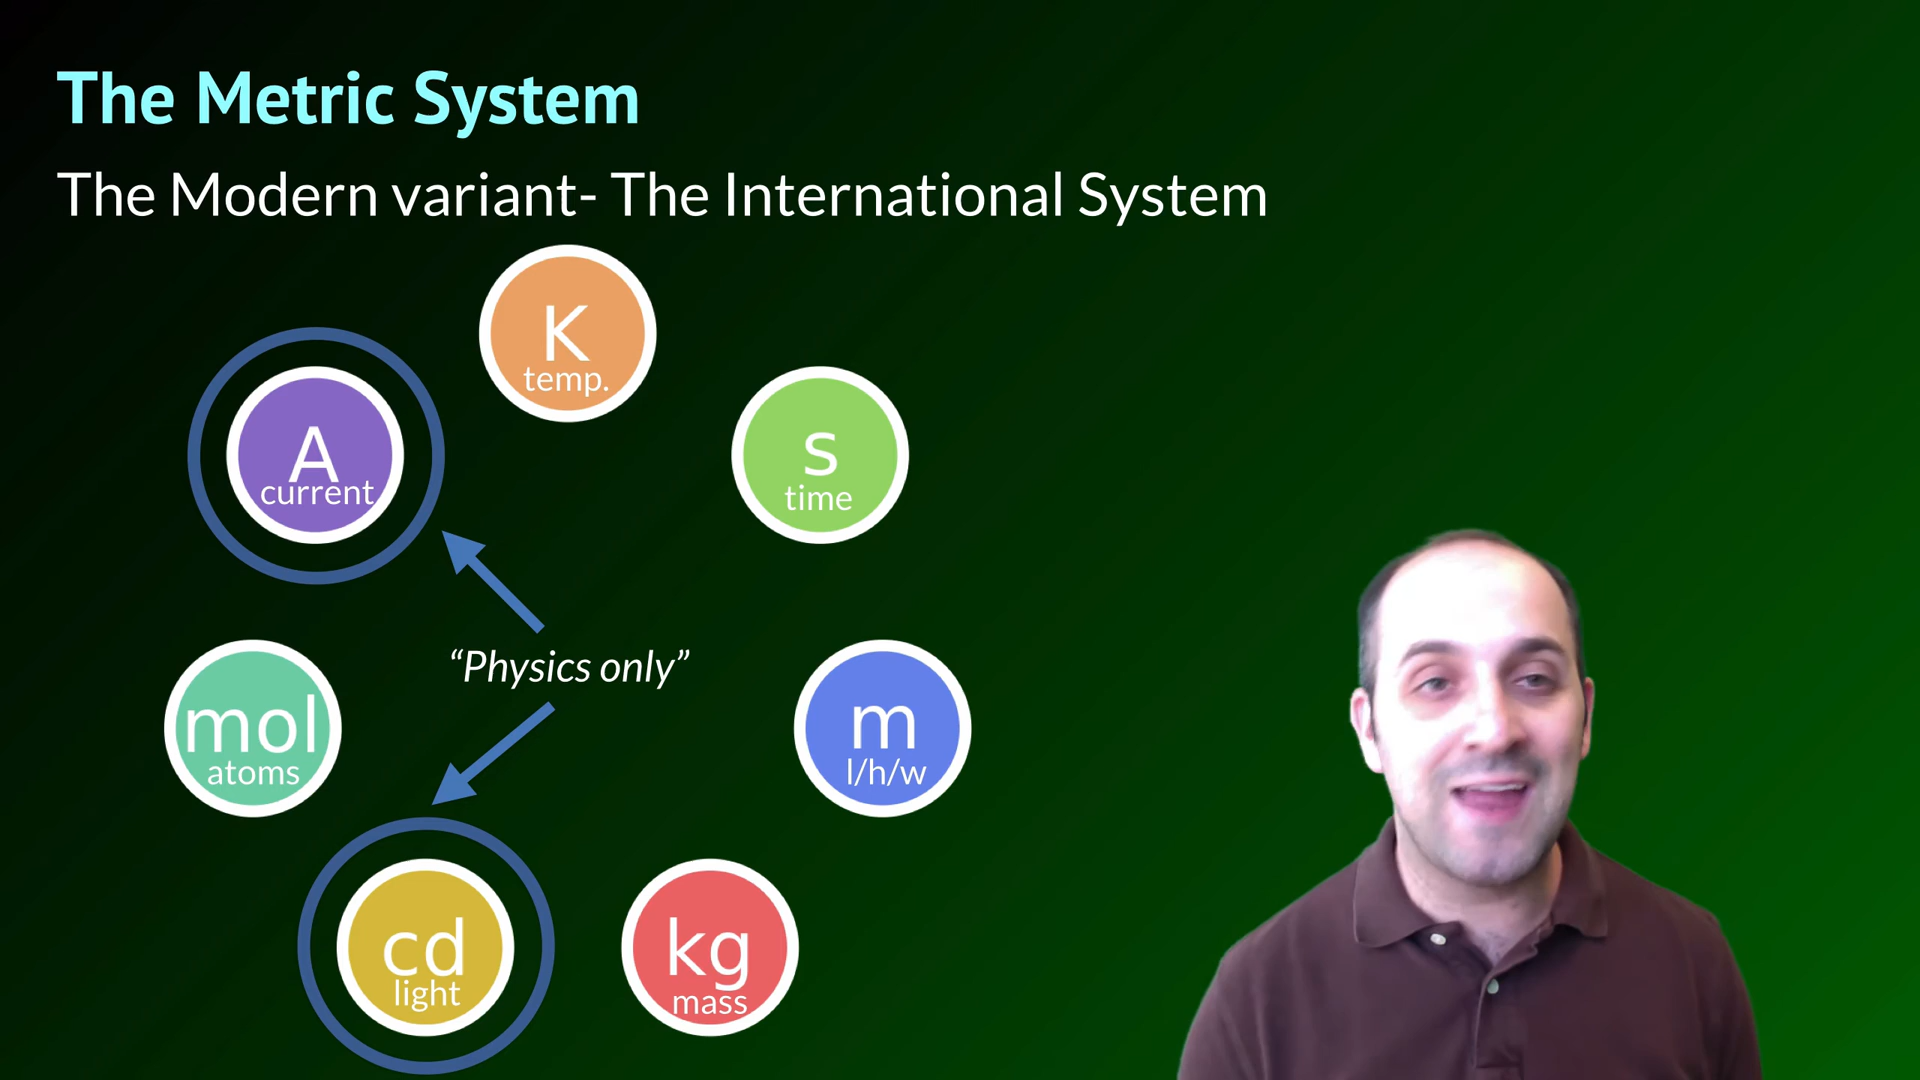 The Metric System
The Modern variant- The International System
K
temp.
A
current
s
time
“Physics only”
mol
atoms
m
l/h/w
cd
light
kg
mass